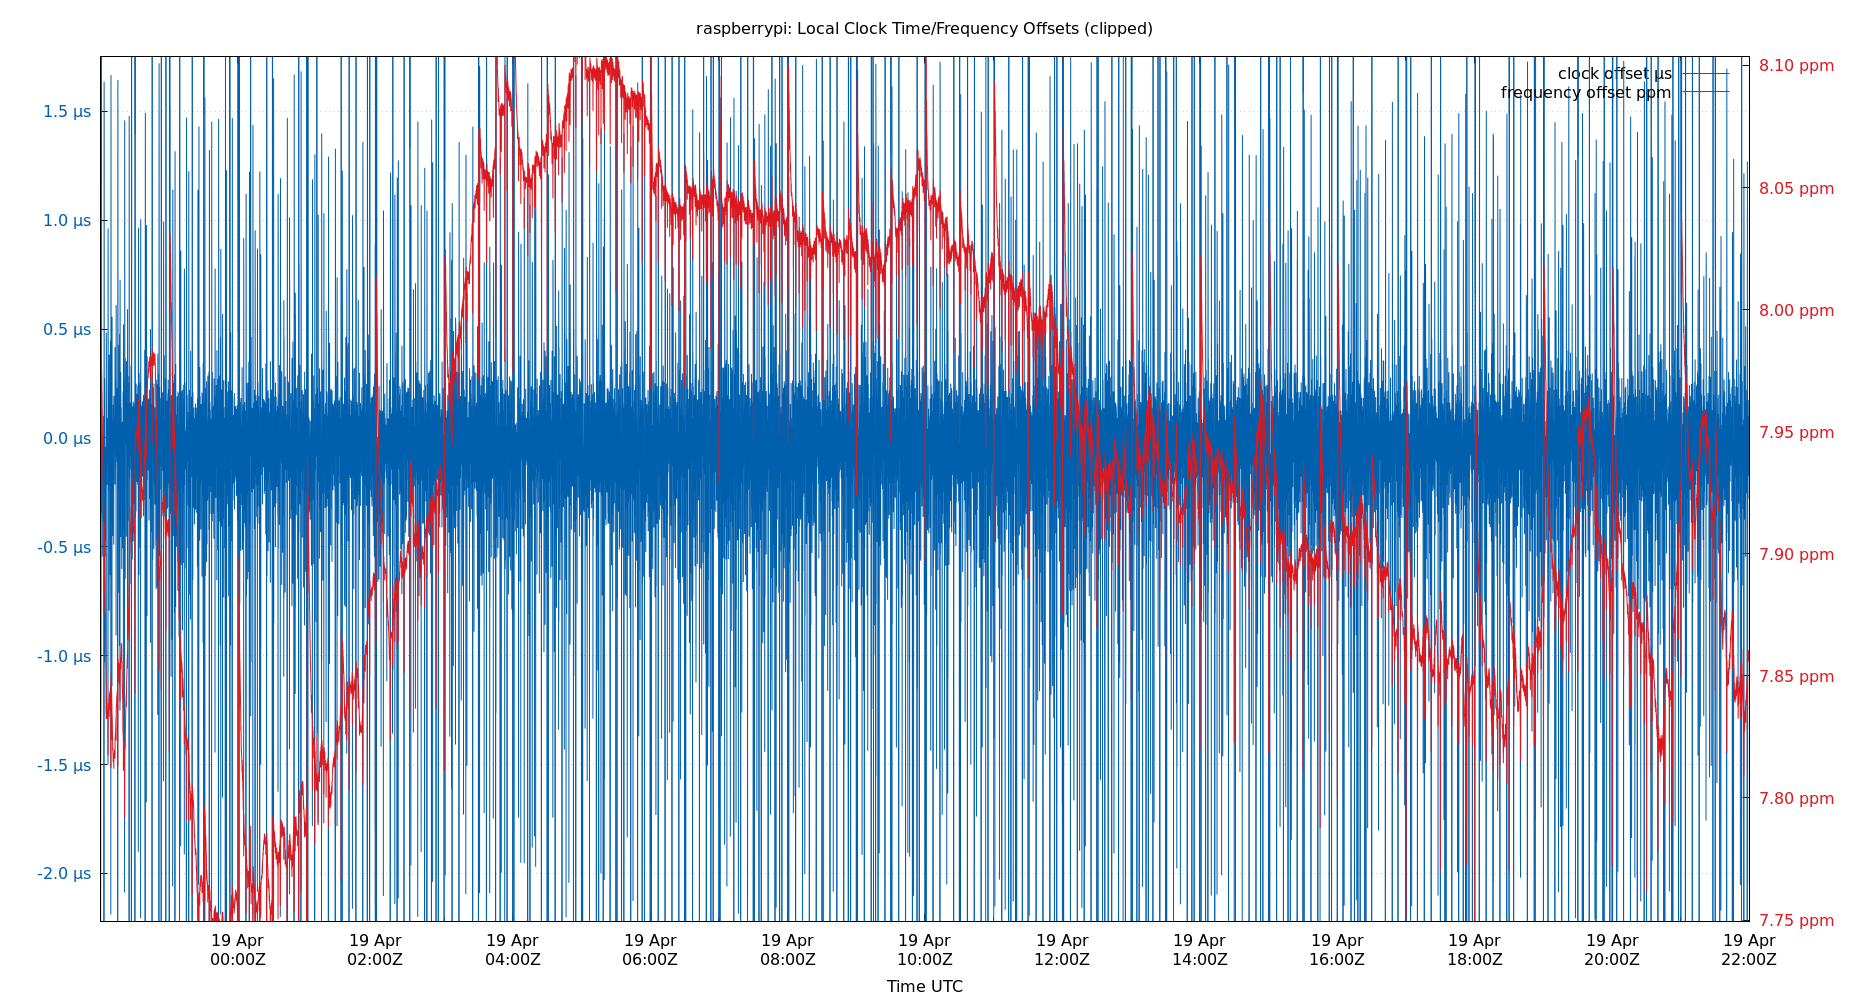 raspberrypi: Local Clock Time/Frequency Offsets (clipped)
clock offset µs
frequency offset ppm
1.5 µs
1.0 µs
0.5 µs
0.0 µs
-0.5 µs
-1.0 µs
-1.5 µs
-2.0 µs
8.10 ppm
8.05 ppm
8.00 ppm
7.95 ppm
7.90 ppm
7.85 ppm
7.80 ppm
7.75 ppm
19 Apr 19 Apr 19 Apr 19 Apr 19 Apr 19 Apr 19 Apr 19 Apr 19 Apr 19 Apr 19 Apr 19 Apr
00:00Z 02:00Z 04:00Z 06:00Z 08:00Z 10:00Z 12:00Z 14:00Z 16:00Z 18:00Z 20:00Z 22:00Z
Time UTC